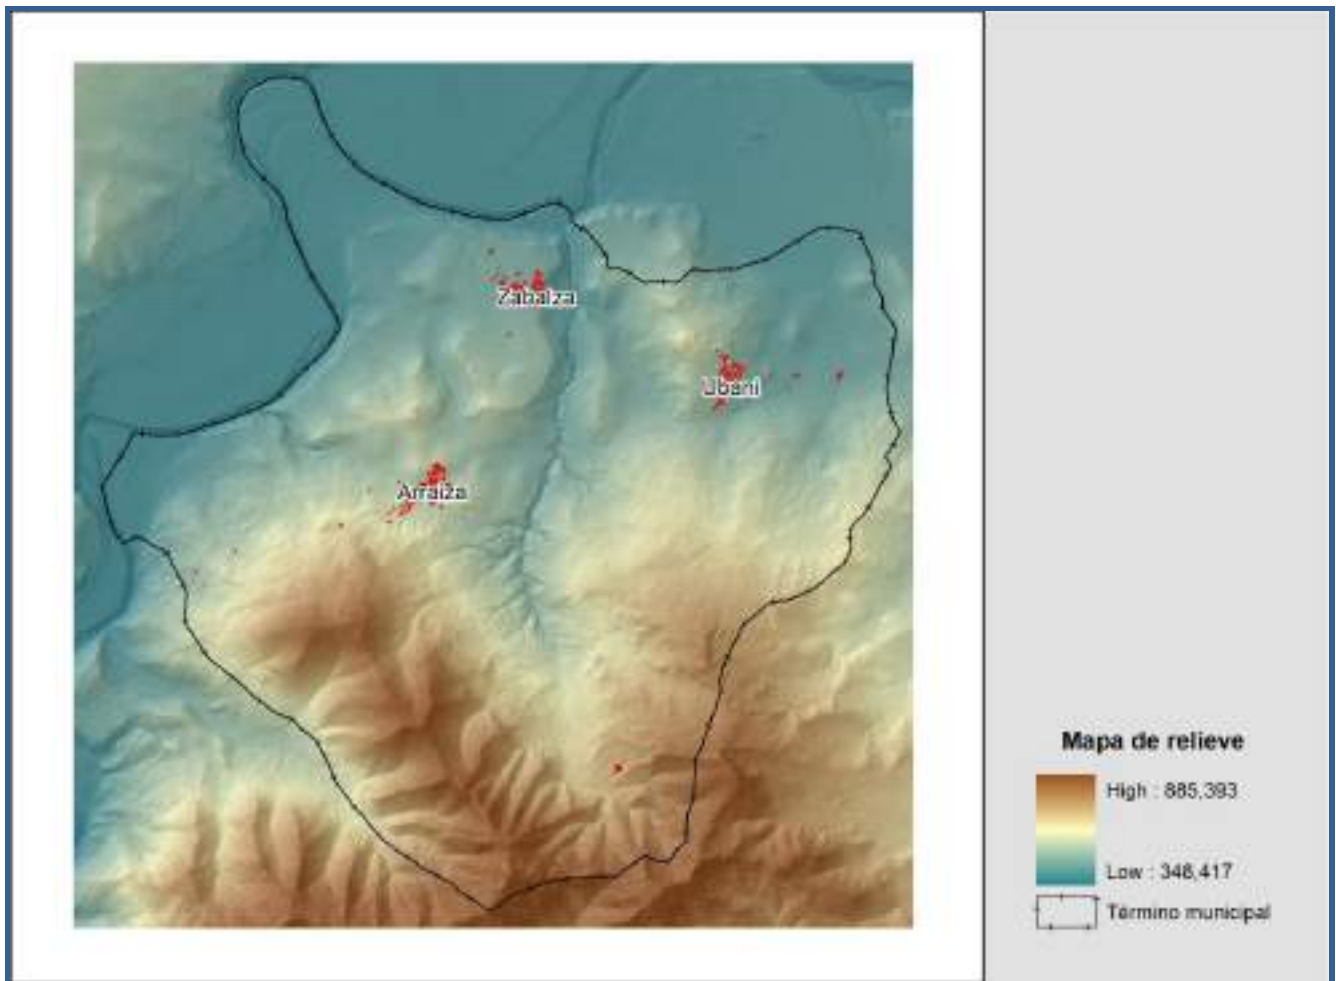 Zabalza
Ubani
Arraiza
Mapa de relieve
High : 885,393
Low : 348,417
Término municipal